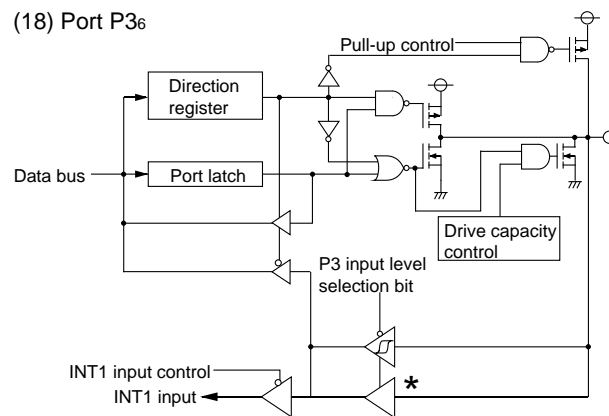 (18) Port P3₆
Pull-up control
Direction
register
Data bus
Port latch
Drive capacity
control
P3 input level
selection bit
INT1 input control
INT1 input
*